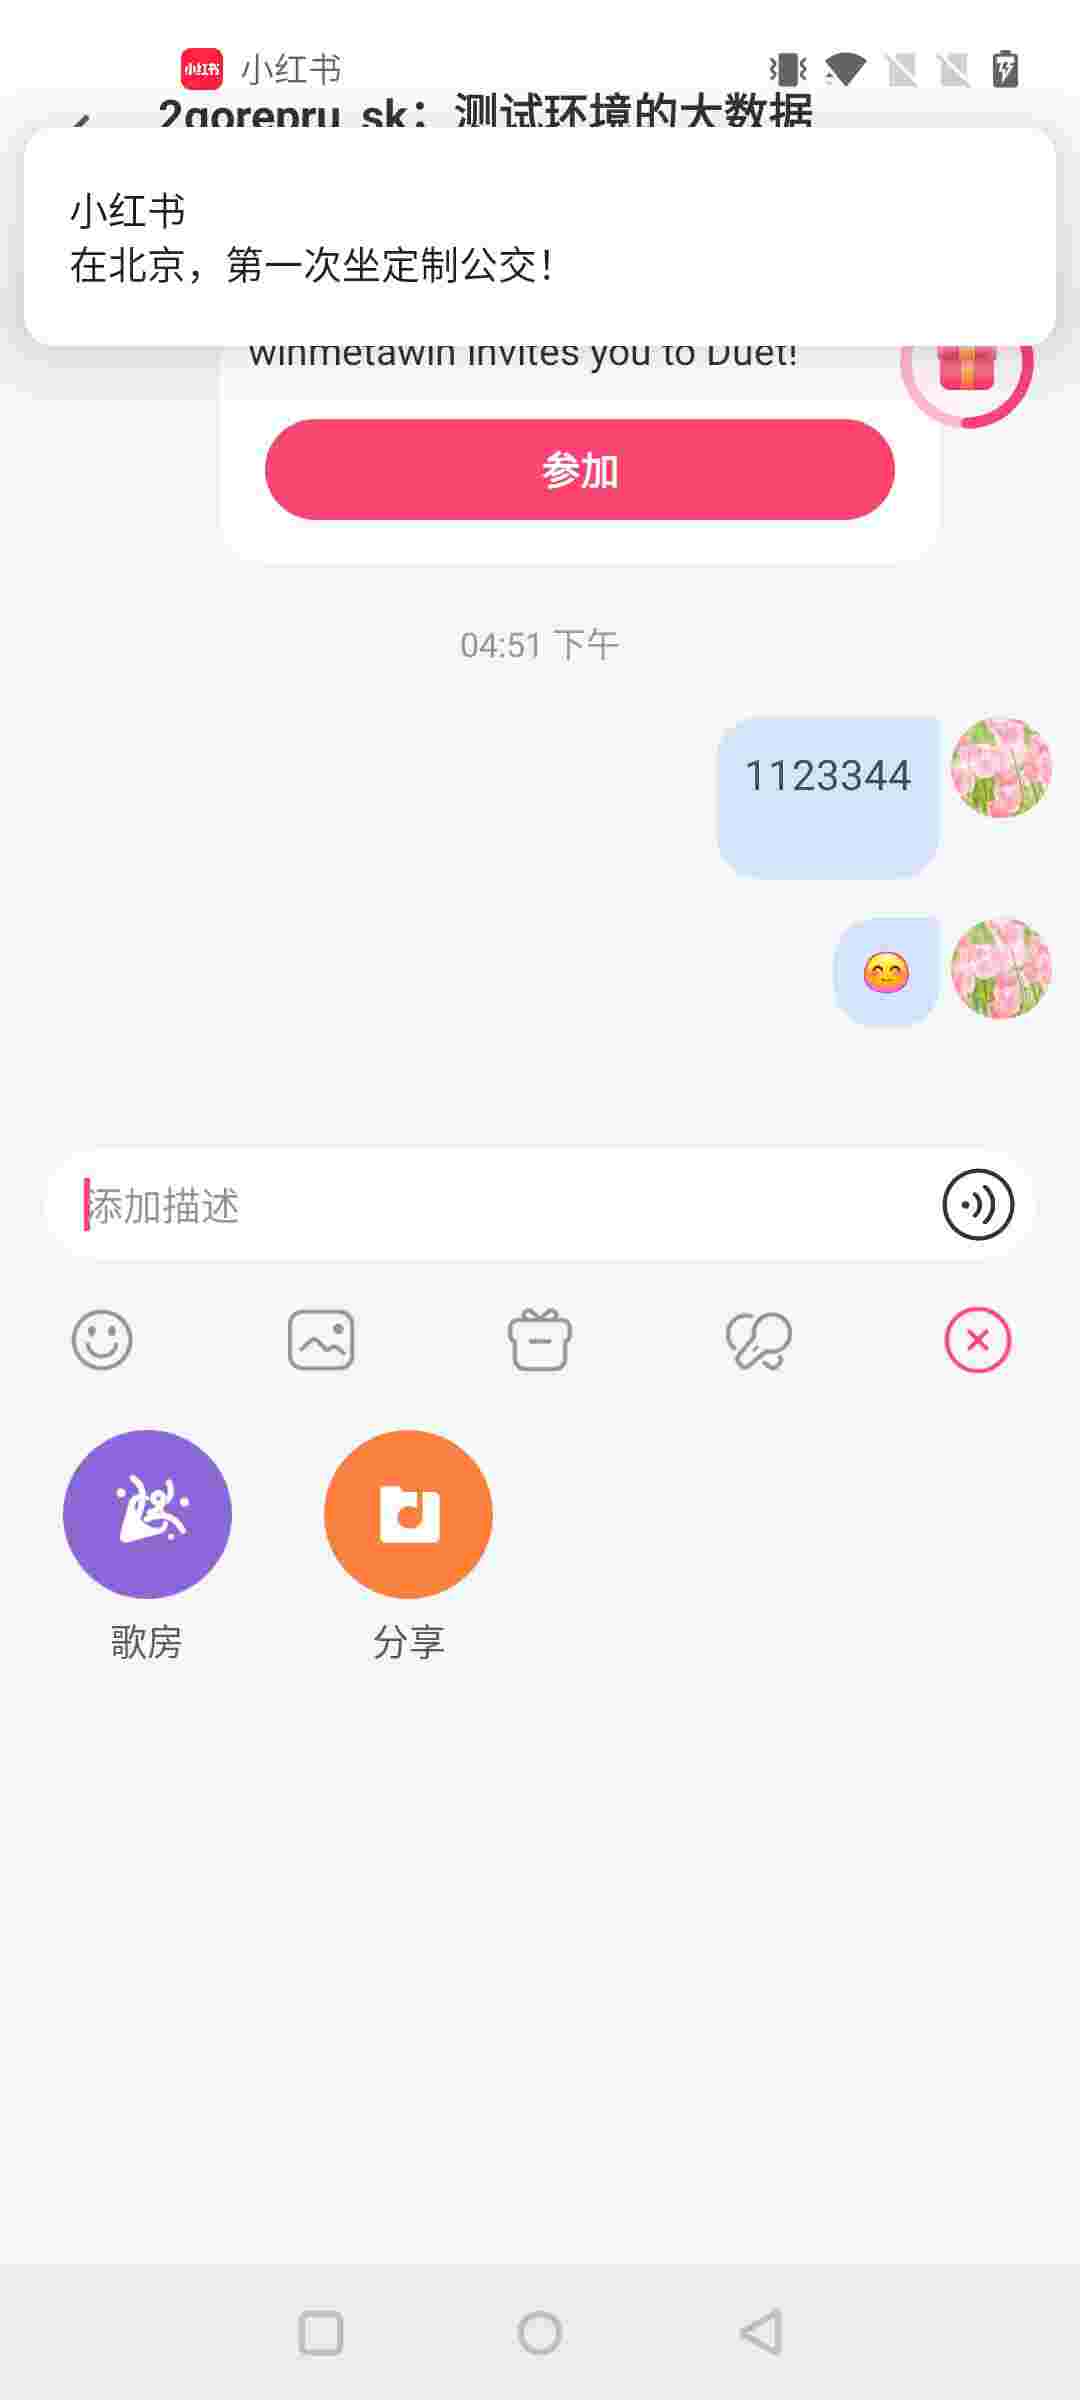 小红书 小红书
2gorepru_sk：测试环境的大数据
小红书
在北京，第一次坐定制公交！
winmetawin invites you to Duet!
参加
04:51 下午
1123344
添加描述
歌房
分享